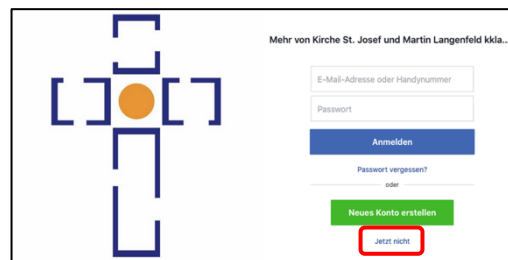 Mehr von Kirche St. Josef und Martin Langenfeld kkla..
E-Mail-Adresse oder Handynummer
Passwort
Anmelden
Passwort vergessen?
oder
Neues Konto erstellen
Jetzt nicht